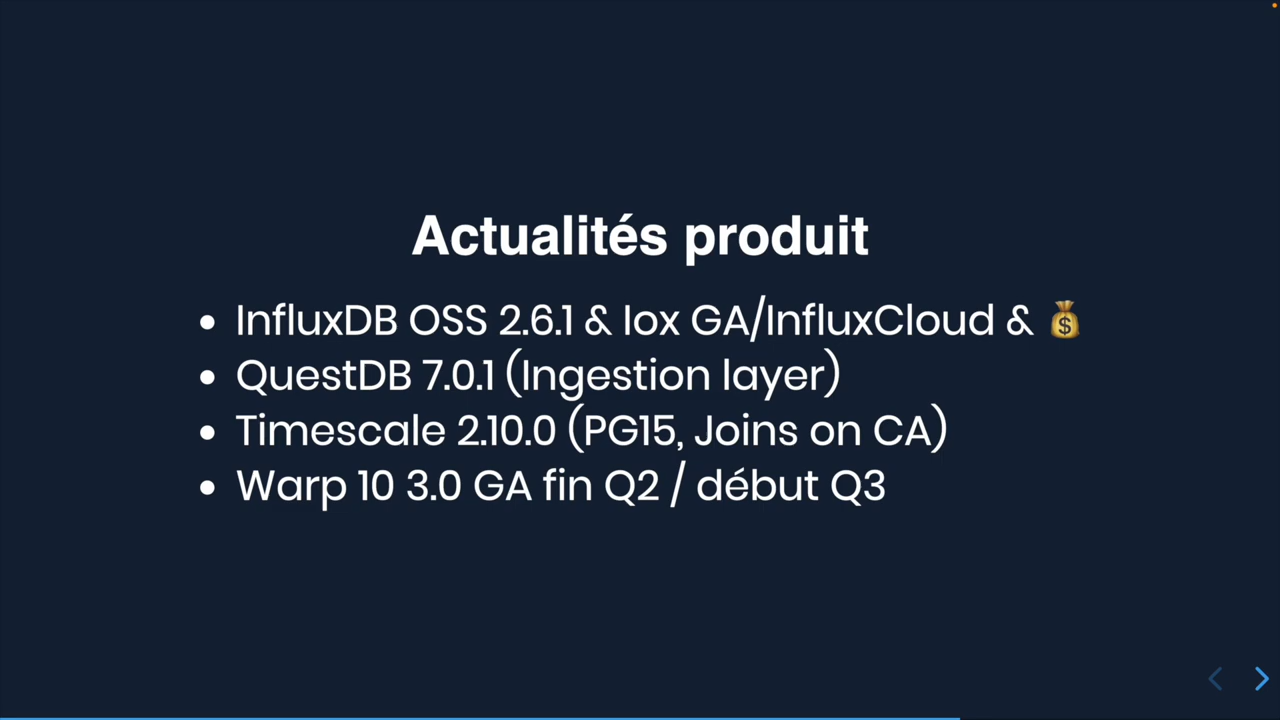 Actualités produit
InfluxDB OSS 2.6.1 & Iox GA/InfluxCloud & 💰
QuestDB 7.0.1 (Ingestion layer)
Timescale 2.10.0 (PG15, Joins on CA)
Warp 10 3.0 GA fin Q2 / début Q3